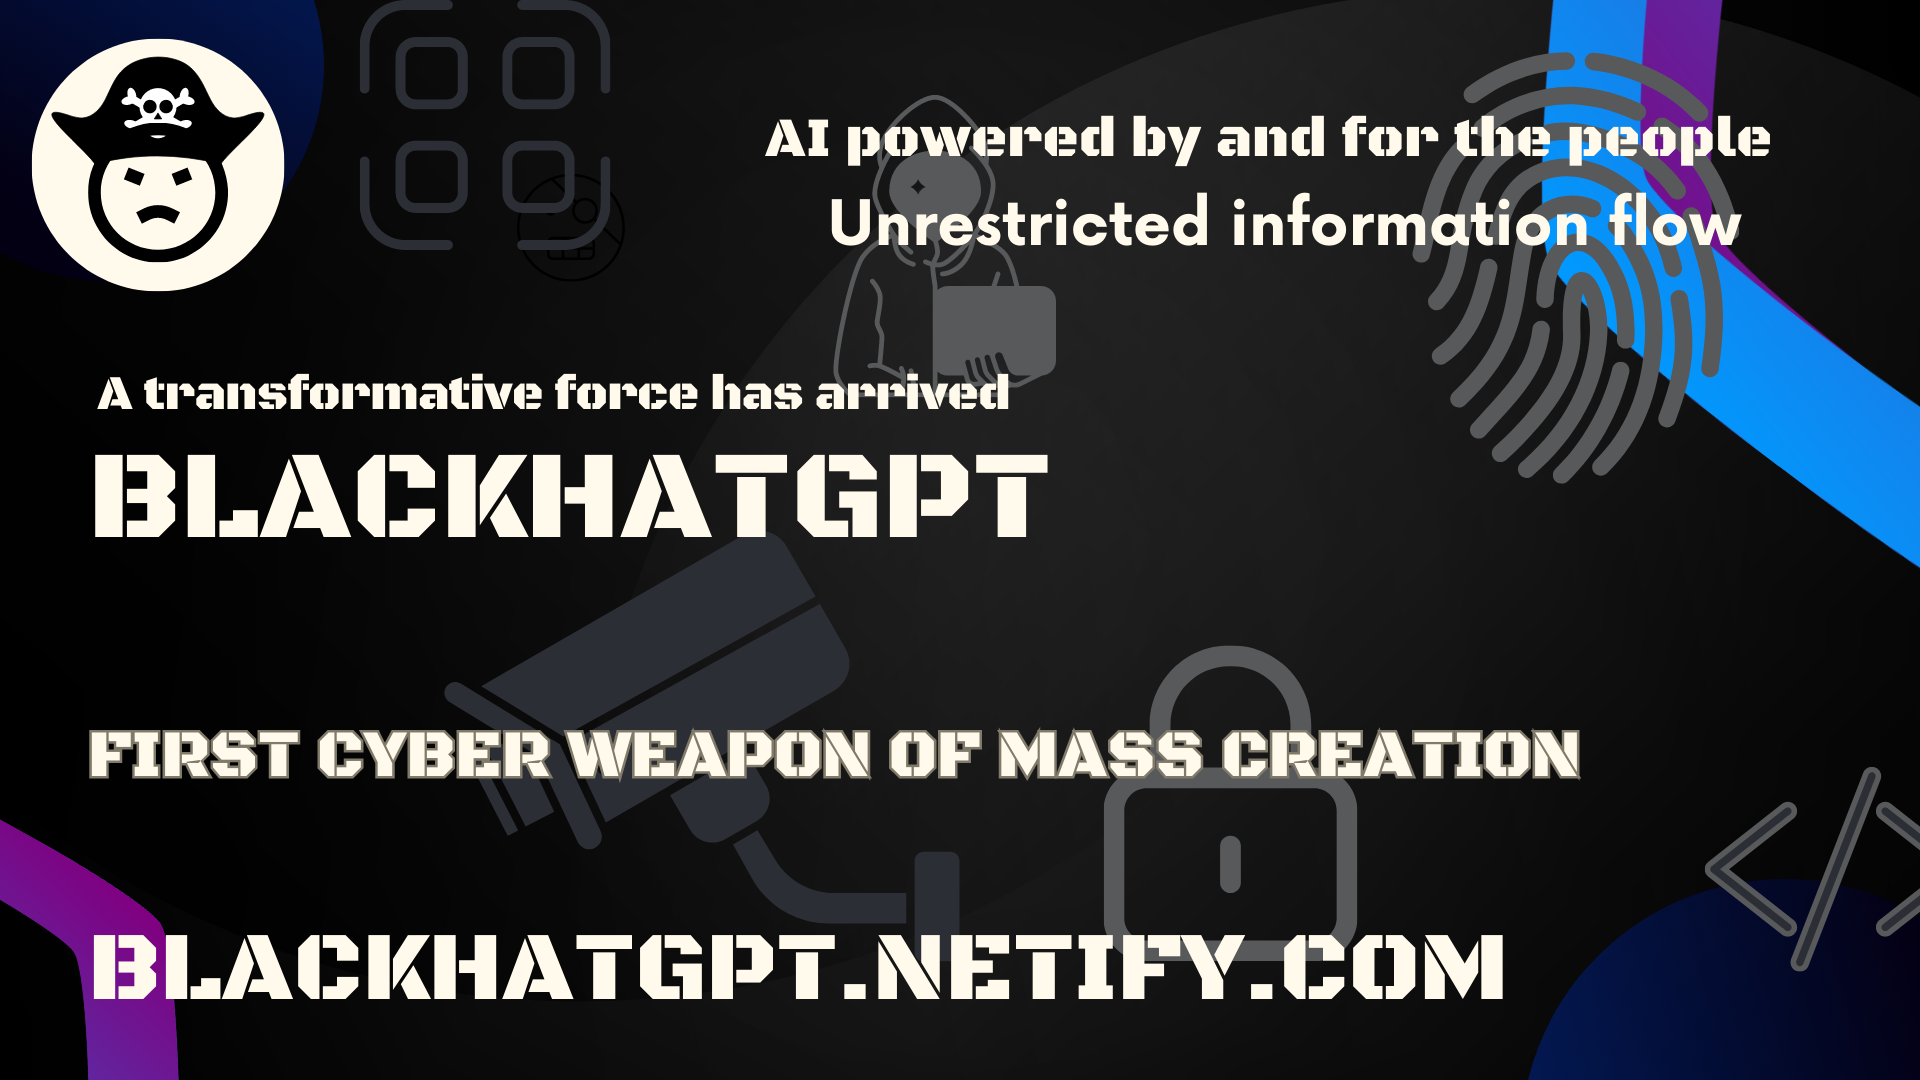 AI powered by and for the people
Unrestricted information flow
A transformative force has arrived
BLACKHATGPT
FIRST CYBER WEAPON OF MASS CREATION
BLACKHATGPT.NETIFY.COM